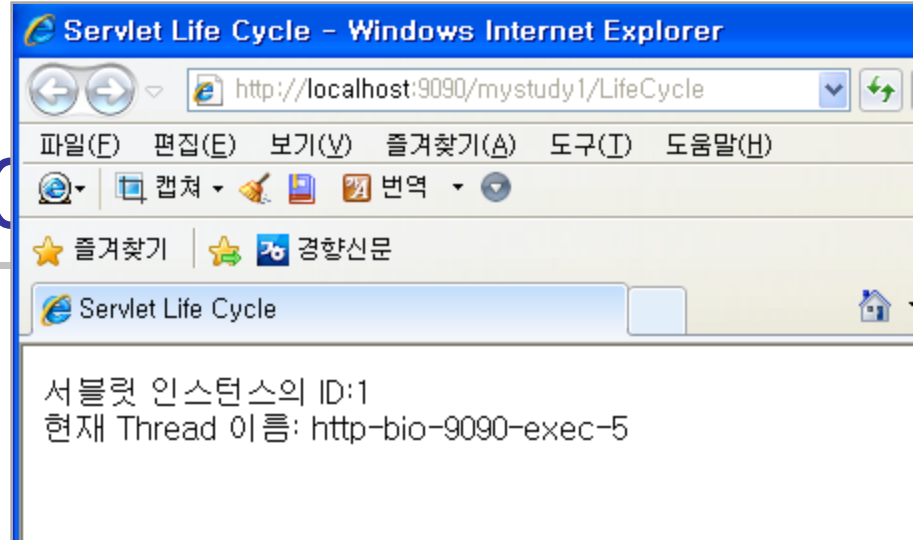 Servlet Life Cycle - Windows Internet Explorer
http://localhost:9090/mystudy1/LifeCycle
파일(F) 편집(E) 보기(V) 즐겨찾기(A) 도구(T) 도움말(H)
캡쳐 번역
즐겨찾기 경향신문
Servlet Life Cycle
서블릿 인스턴스의 ID:1
현재 Thread 이름: http-bio-9090-exec-5